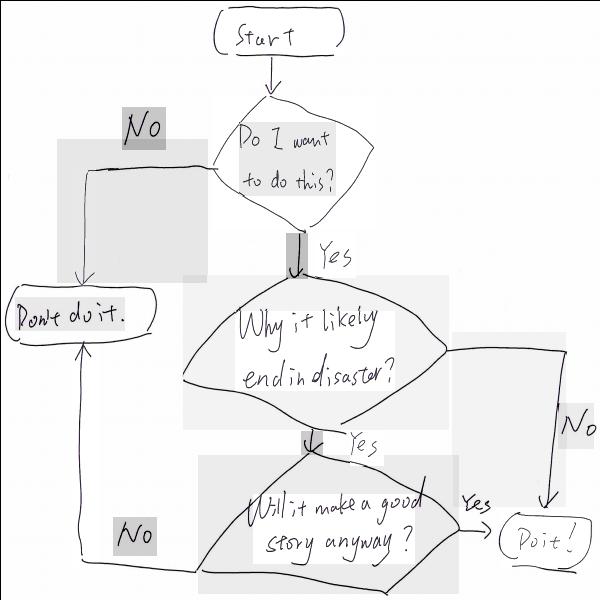 Start
No
Do I want
to do this?
Yes
Don't do it.
Why it likely
end in disaster?
No
Yes
Will it make a good
story anyway?
Yes
No
Do it!